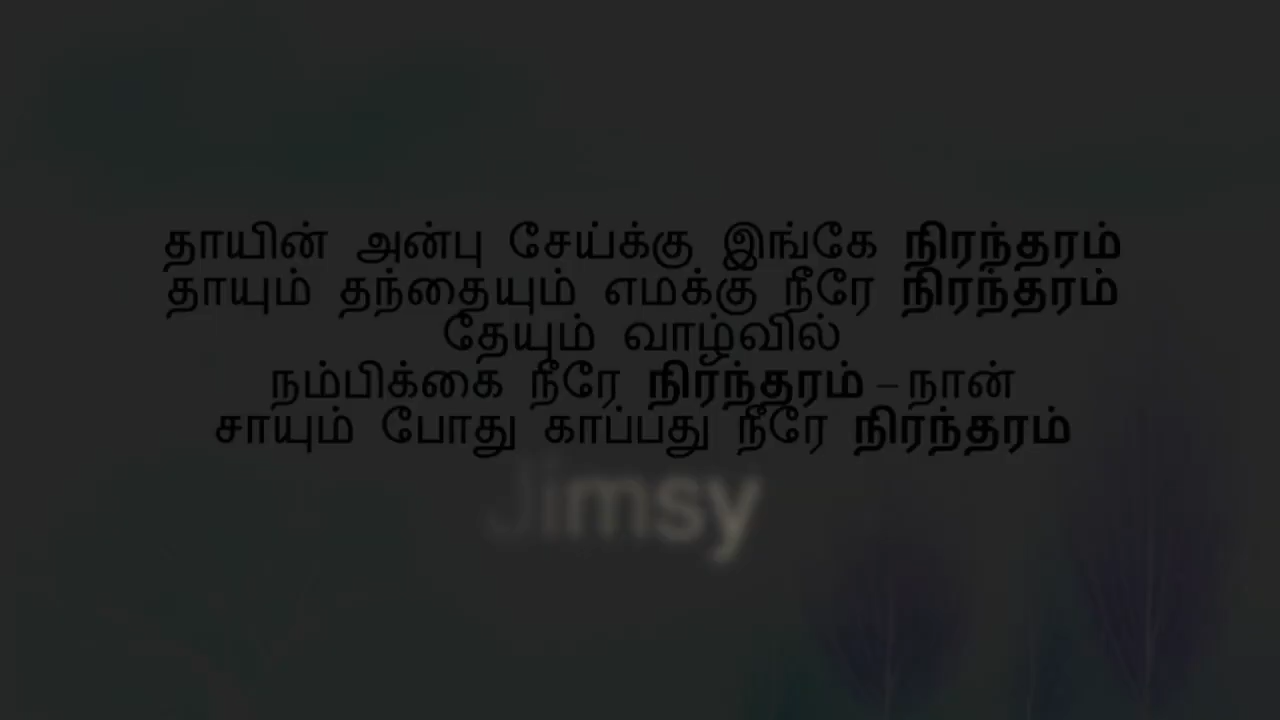 தாயின் அன்பு சேய்க்கு இங்கே நிரந்தரம்
தாயும் தந்தையும் எமக்கு நீரே நிரந்தரம்
தேயும் வாழ்வில்
நம்பிக்கை நீரே நிரந்தரம் – நான்
சாயும் போது காப்பது நீரே நிரந்தரம்
Jimsy